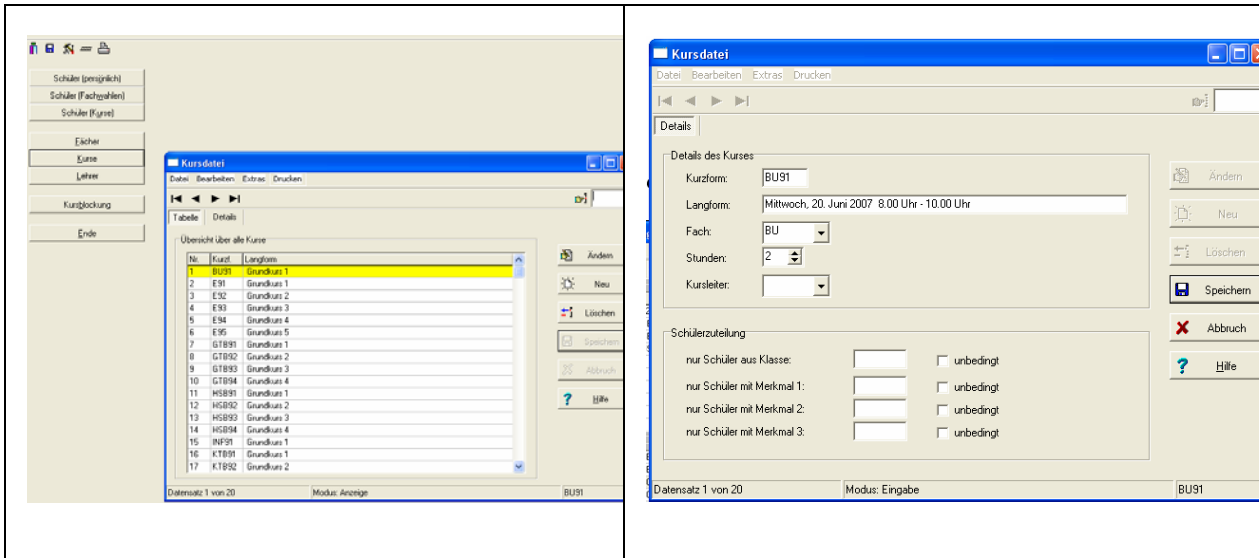 Schüler (persönlich)
Schüler (Fachwahlen)
Schüler (Kurse)
Fächer
Kurse
Lehrer
Kursblockung
Ende
Kursdatei
Datei Bearbeiten Extras Drucken
Tabelle Details
Übersicht über alle Kurse
Nr. Kurzf. Langform
1 BU91 Grundkurs 1
2 E91 Grundkurs 1
3 E92 Grundkurs 2
4 E93 Grundkurs 3
5 E94 Grundkurs 4
6 E95 Grundkurs 5
7 GTB91 Grundkurs 1
8 GTB92 Grundkurs 2
9 GTB93 Grundkurs 3
10 GTB94 Grundkurs 4
11 HSB91 Grundkurs 1
12 HSB92 Grundkurs 2
13 HSB93 Grundkurs 3
14 HSB94 Grundkurs 4
15 INF91 Grundkurs 1
16 KTB91 Grundkurs 1
17 KTB92 Grundkurs 2
Ändern
Neu
Löschen
Speichern
Abbruch
Hilfe
Datensatz 1 von 20 Modus: Anzeige BU91
Kursdatei
Datei Bearbeiten Extras Drucken
Details
Details des Kurses
Kurzform: BU91
Langform: Mittwoch, 20. Juni 2007 8.00 Uhr - 10.00 Uhr
Fach: BU
Stunden: 2
Kursleiter:
Schülerzuteilung
nur Schüler aus Klasse: unbedingt
nur Schüler mit Merkmal 1: unbedingt
nur Schüler mit Merkmal 2: unbedingt
nur Schüler mit Merkmal 3: unbedingt
Ändern
Neu
Löschen
Speichern
Abbruch
Hilfe
Datensatz 1 von 20 Modus: Eingabe BU91